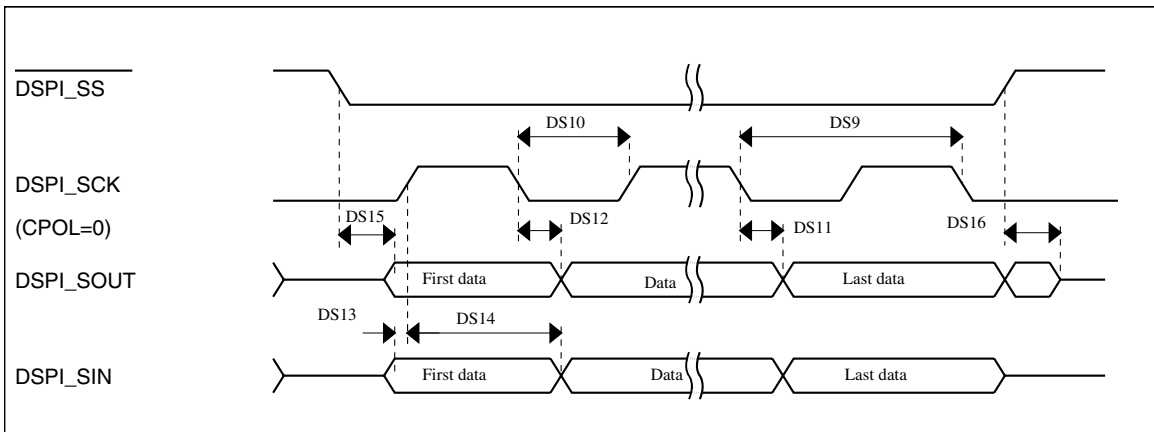 DSPI_SS
DS10
DS9
DSPI_SCK
(CPOL=0)
DS15
DS12
DS11
DS16
DSPI_SOUT
First data
Data
Last data
DS13
DS14
DSPI_SIN
First data
Data
Last data